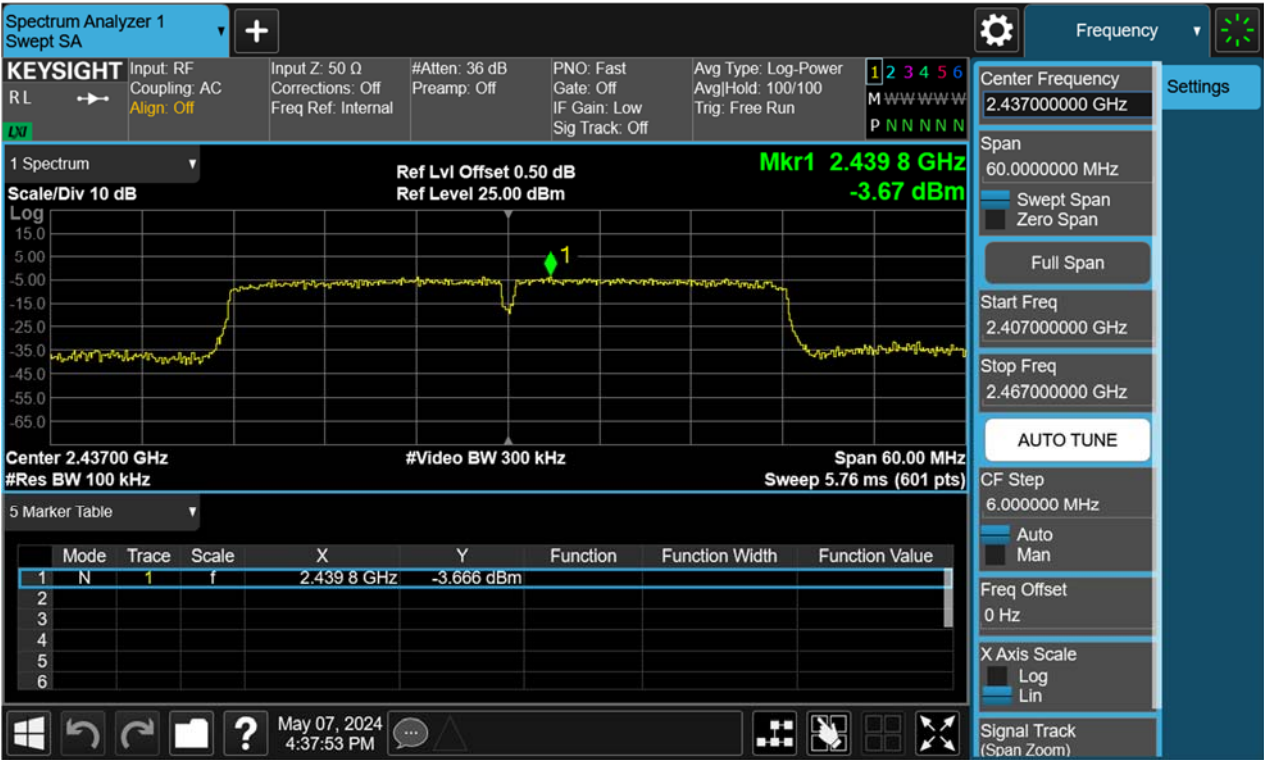 Spectrum Analyzer 1
Swept SA
+
Frequency
KEYSIGHT
R L
LXI
Input: RF
Coupling: AC
Align: Off
Input Z: 50 Ω
Corrections: Off
Freq Ref: Internal
#Atten: 36 dB
Preamp: Off
PNO: Fast
Gate: Off
IF Gain: Low
Sig Track: Off
Avg Type: Log-Power
Avg|Hold: 100/100
Trig: Free Run
1 2 3 4 5 6
M W W W W W
P N N N N N
1 Spectrum
Scale/Div 10 dB
Ref Lvl Offset 0.50 dB
Ref Level 25.00 dBm
Mkr1 2.439 8 GHz
-3.67 dBm
Log
15.0
5.00
-5.00
-15.0
-25.0
-35.0
-45.0
-55.0
-65.0
1
Center 2.43700 GHz
#Res BW 100 kHz
#Video BW 300 kHz
Span 60.00 MHz
Sweep 5.76 ms (601 pts)
5 Marker Table
Mode Trace Scale X Y Function Function Width Function Value
1 N 1 f 2.439 8 GHz -3.666 dBm
2
3
4
5
6
?
May 07, 2024
4:37:53 PM
Center Frequency
2.437000000 GHz
Settings
Span
60.0000000 MHz
Swept Span
Zero Span
Full Span
Start Freq
2.407000000 GHz
Stop Freq
2.467000000 GHz
AUTO TUNE
CF Step
6.000000 MHz
Auto
Man
Freq Offset
0 Hz
X Axis Scale
Log
Lin
Signal Track
(Span Zoom)